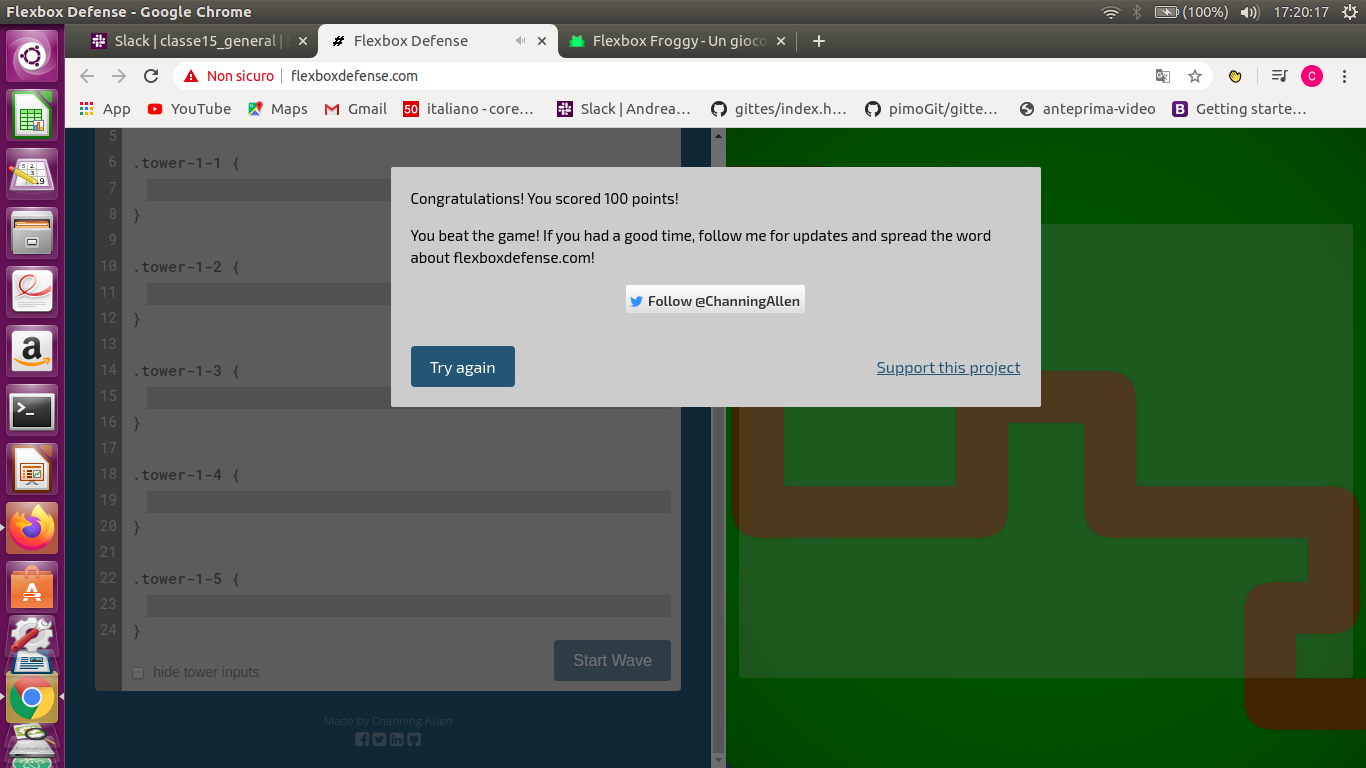 Flexbox Defense - Google Chrome
(100%)
17:20:17
Slack | classe15_general |
Flexbox Defense
Flexbox Froggy - Un gioco
Non sicuro
flexboxdefense.com
C
App
YouTube
Maps
Gmail
50 italiano - core…
Slack | Andrea…
gittes/index.h…
pimoGit/gitte…
anteprima-video
B Getting starte…
5
6 .tower-1-1 {
7
8 }
9
10 .tower-1-2 {
11
12 }
13
14 .tower-1-3 {
15
16 }
17
18 .tower-1-4 {
19
20 }
21
22 .tower-1-5 {
23
24 }
hide tower inputs
Start Wave
Made by Channing Allen
Congratulations! You scored 100 points!
You beat the game! If you had a good time, follow me for updates and spread the word
about flexboxdefense.com!
Follow @ChanningAllen
Try again
Support this project